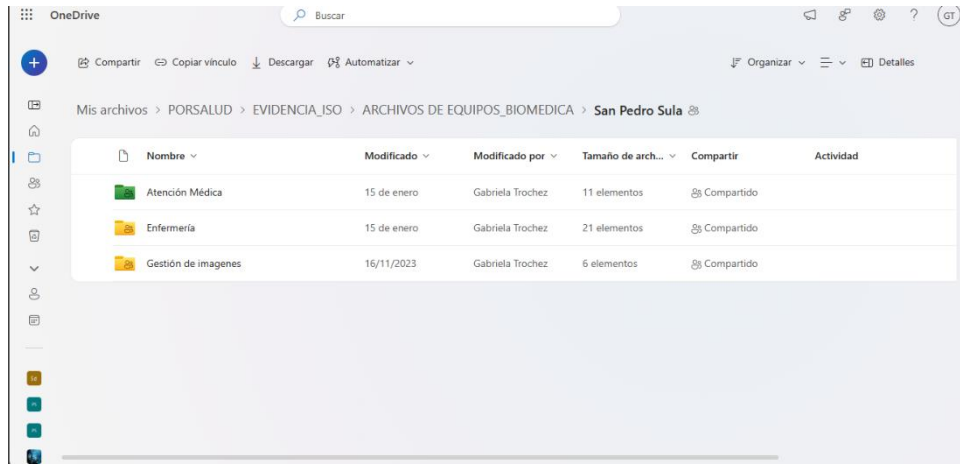 OneDrive
Buscar
GT
Compartir Copiar vínculo Descargar Automatizar
Organizar Detalles
Mis archivos > PORSALUD > EVIDENCIA_ISO > ARCHIVOS DE EQUIPOS_BIOMEDICA > San Pedro Sula
Nombre Modificado Modificado por Tamaño de arch... Compartir Actividad
Atención Médica 15 de enero Gabriela Trochez 11 elementos Compartido
Enfermería 15 de enero Gabriela Trochez 21 elementos Compartido
Gestión de imagenes 16/11/2023 Gabriela Trochez 6 elementos Compartido
Se